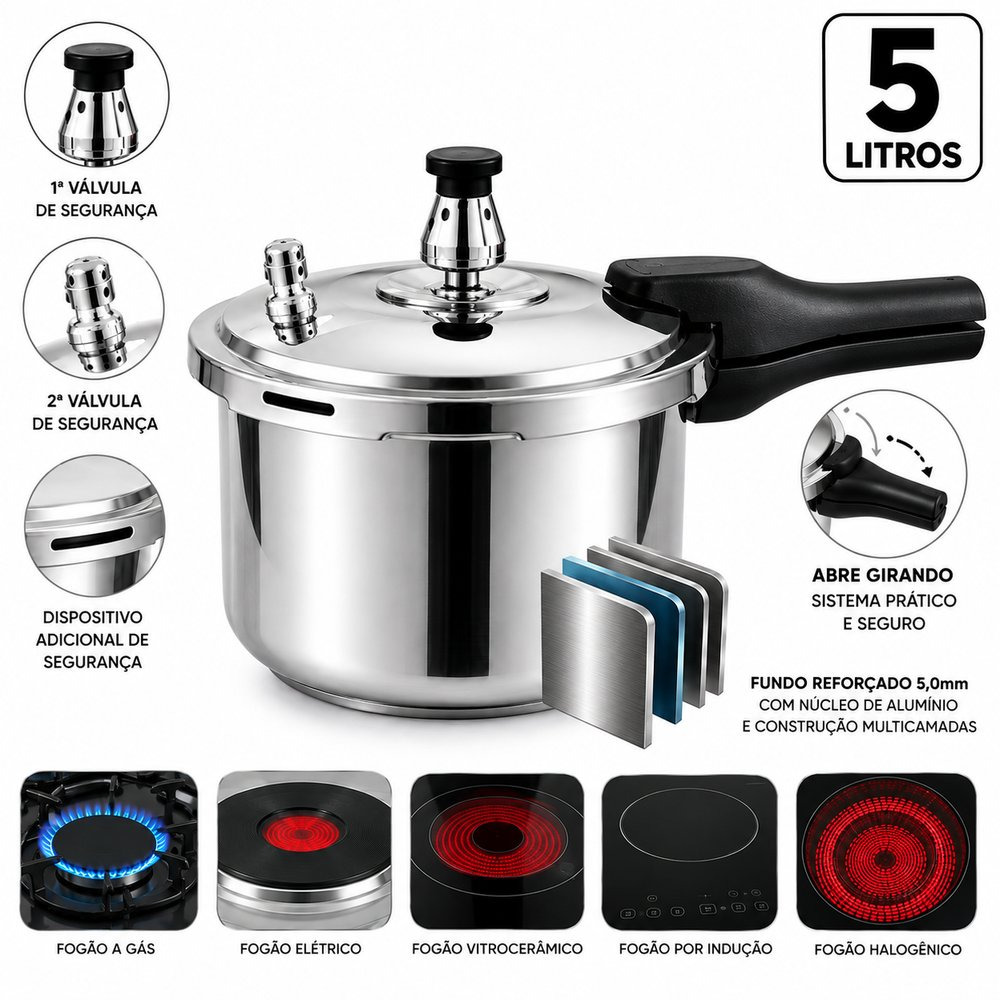 5
LITROS
1ª VÁLVULA
DE SEGURANÇA
2ª VÁLVULA
DE SEGURANÇA
DISPOSITIVO
ADICIONAL DE
SEGURANÇA
ABRE GIRANDO
SISTEMA PRÁTICO
E SEGURO
FUNDO REFORÇADO 5,0mm
COM NÚCLEO DE ALUMÍNIO
E CONSTRUÇÃO MULTICAMADAS
FOGÃO A GÁS
FOGÃO ELÉTRICO
FOGÃO VITROCERÂMICO
FOGÃO POR INDUÇÃO
FOGÃO HALOGÊNICO